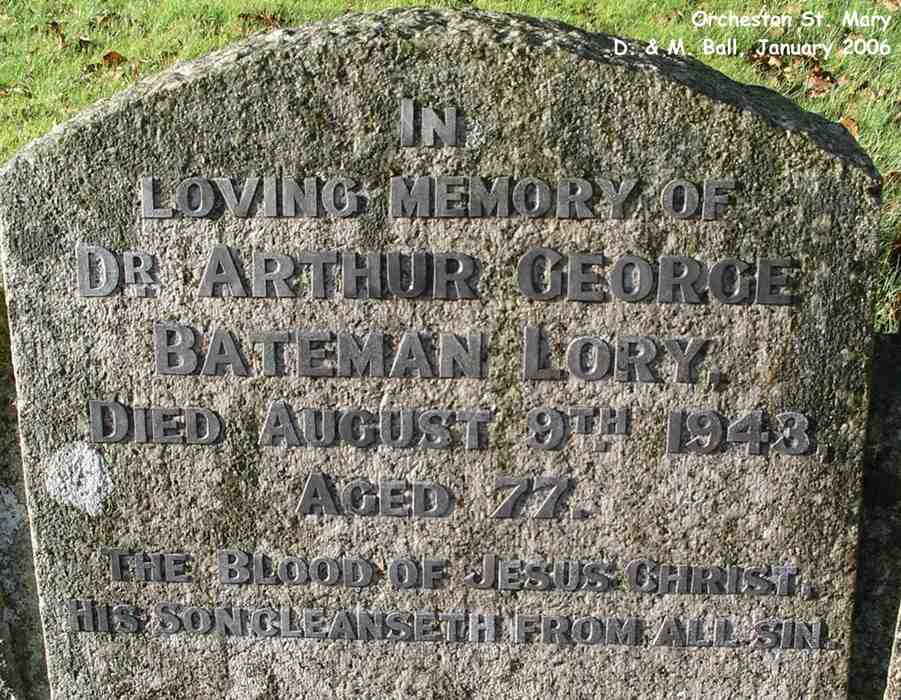 Orcheston St. Mary
D. & M. Ball, January 2006
IN
LOVING MEMORY OF
DR. ARTHUR GEORGE
BATEMAN LORY,
DIED AUGUST 9TH 1943,
AGED 77.
THE BLOOD OF JESUS CHRIST,
HIS SON CLEANSETH FROM ALL SIN.